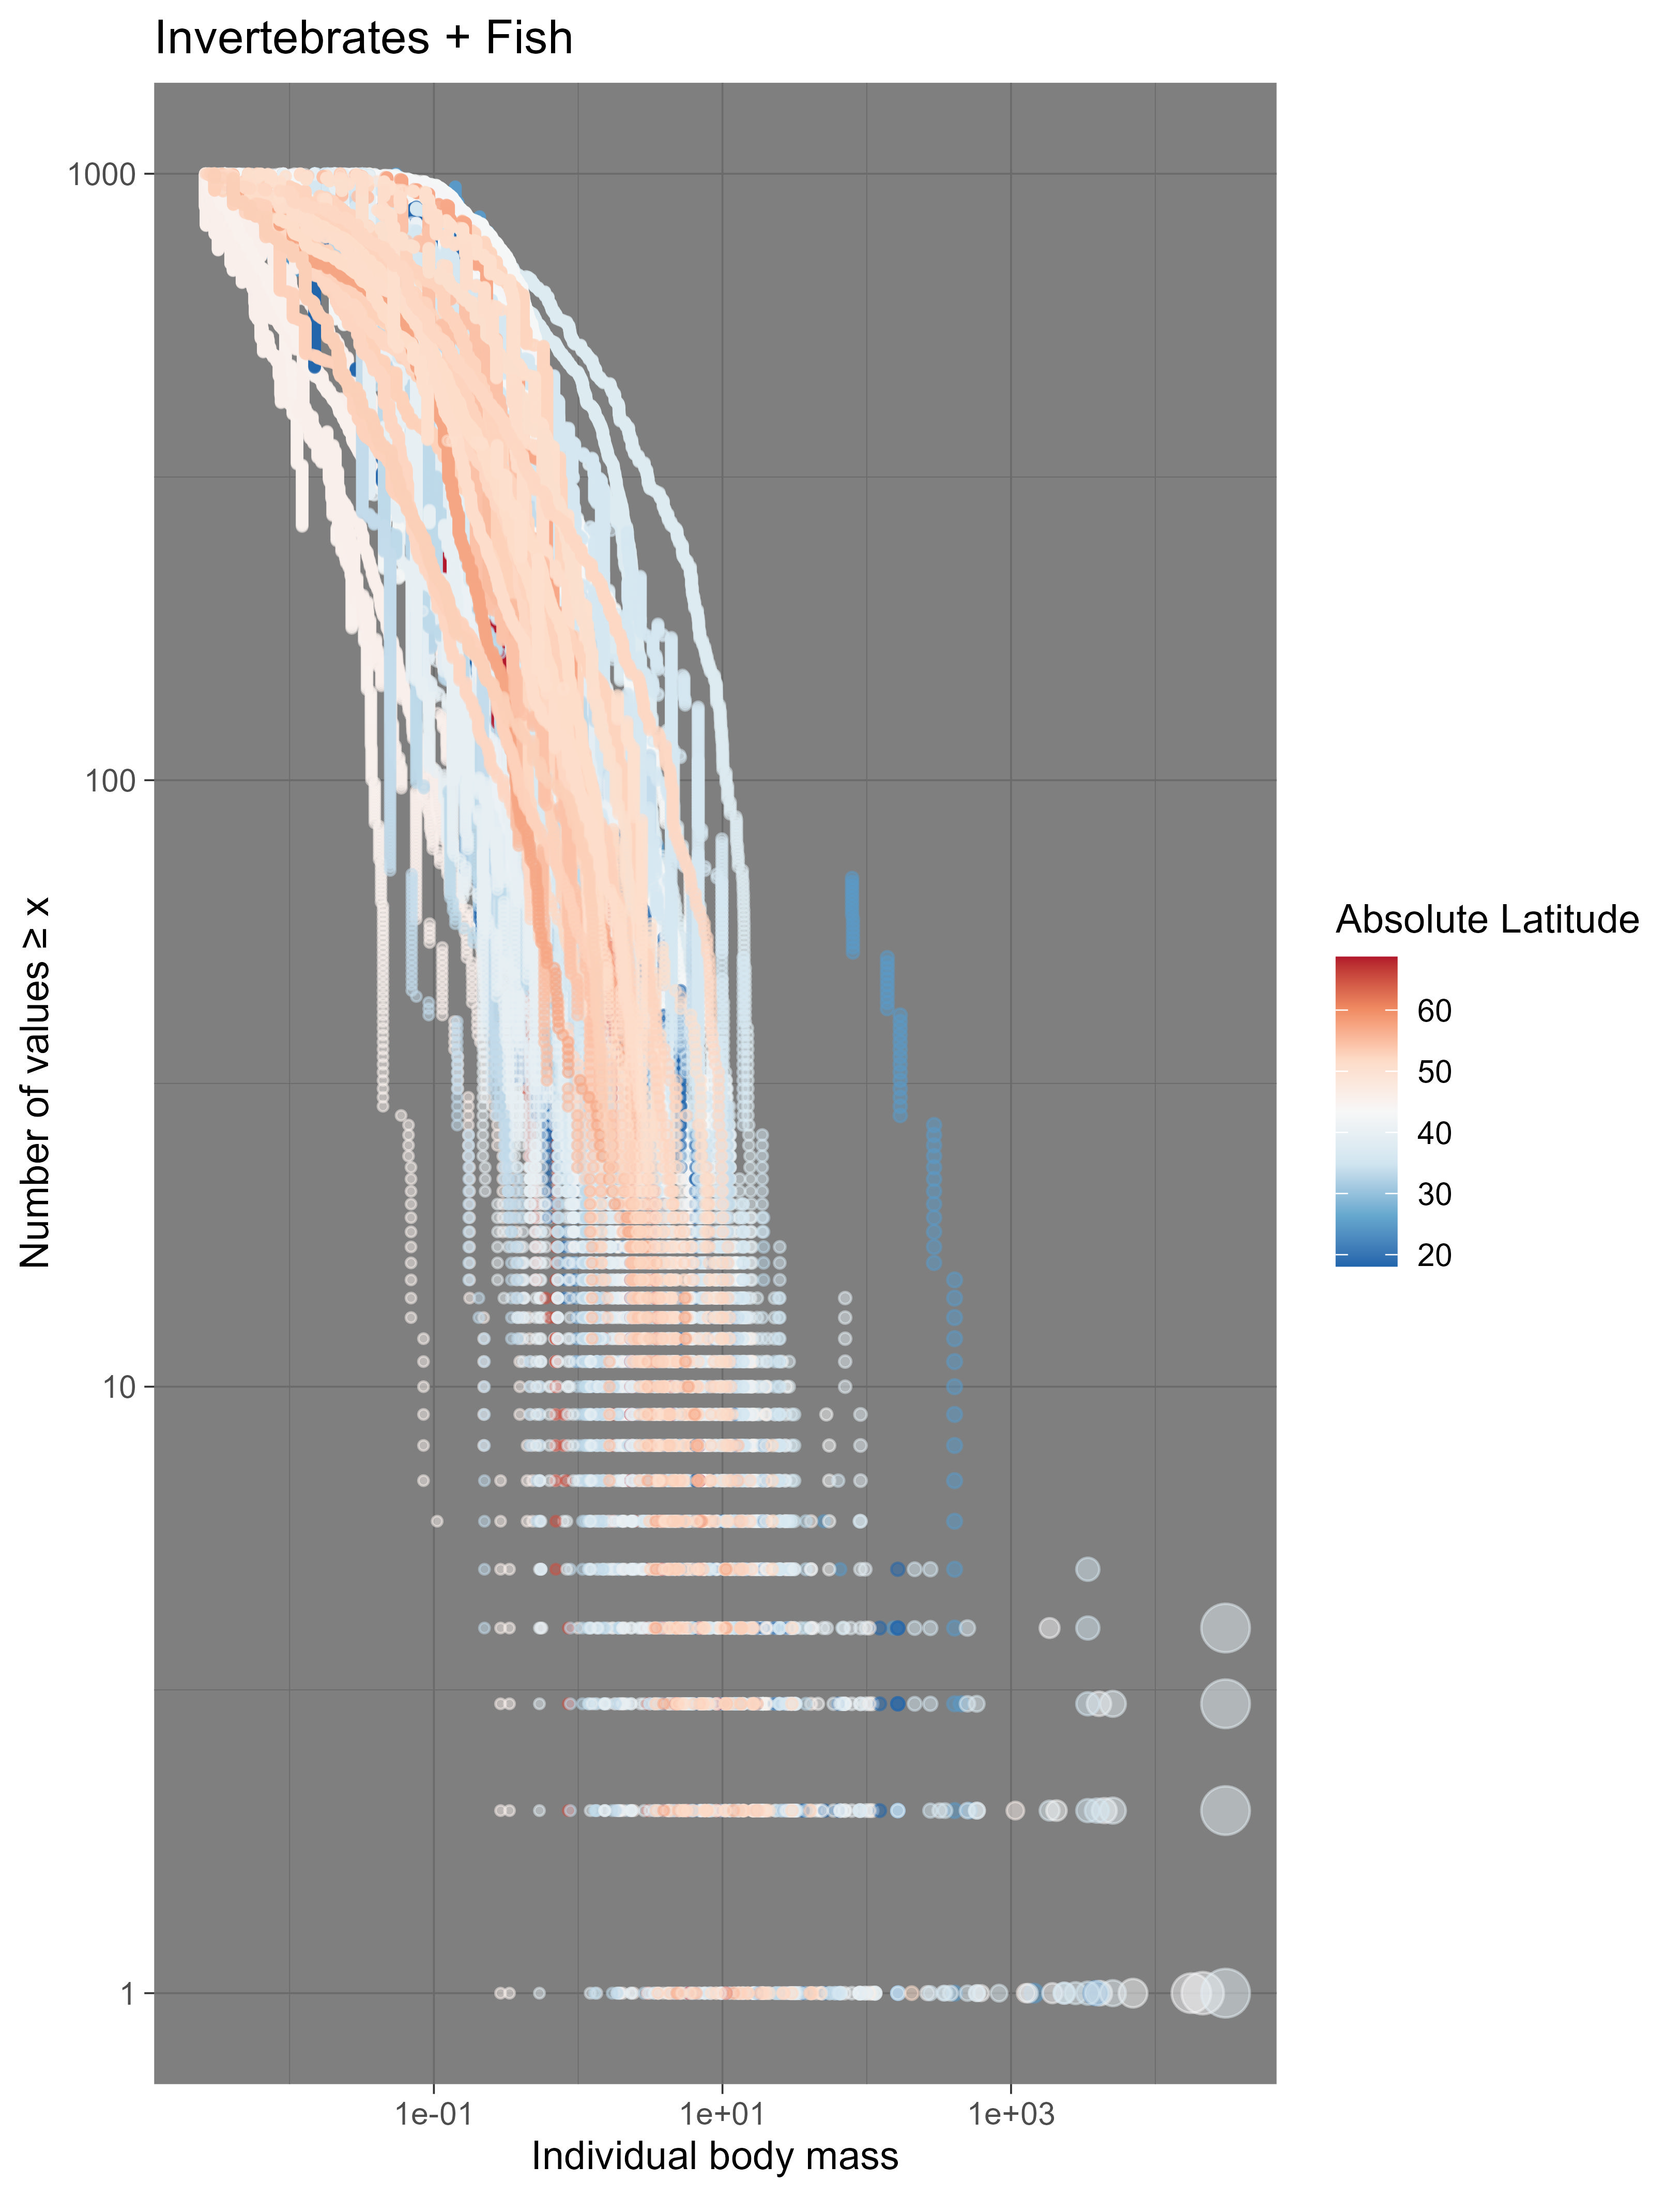 Invertebrates + Fish
1000
100
10
1
Number of values ≥ x
1e-01
1e+01
1e+03
Individual body mass
Absolute Latitude
60
50
40
30
20